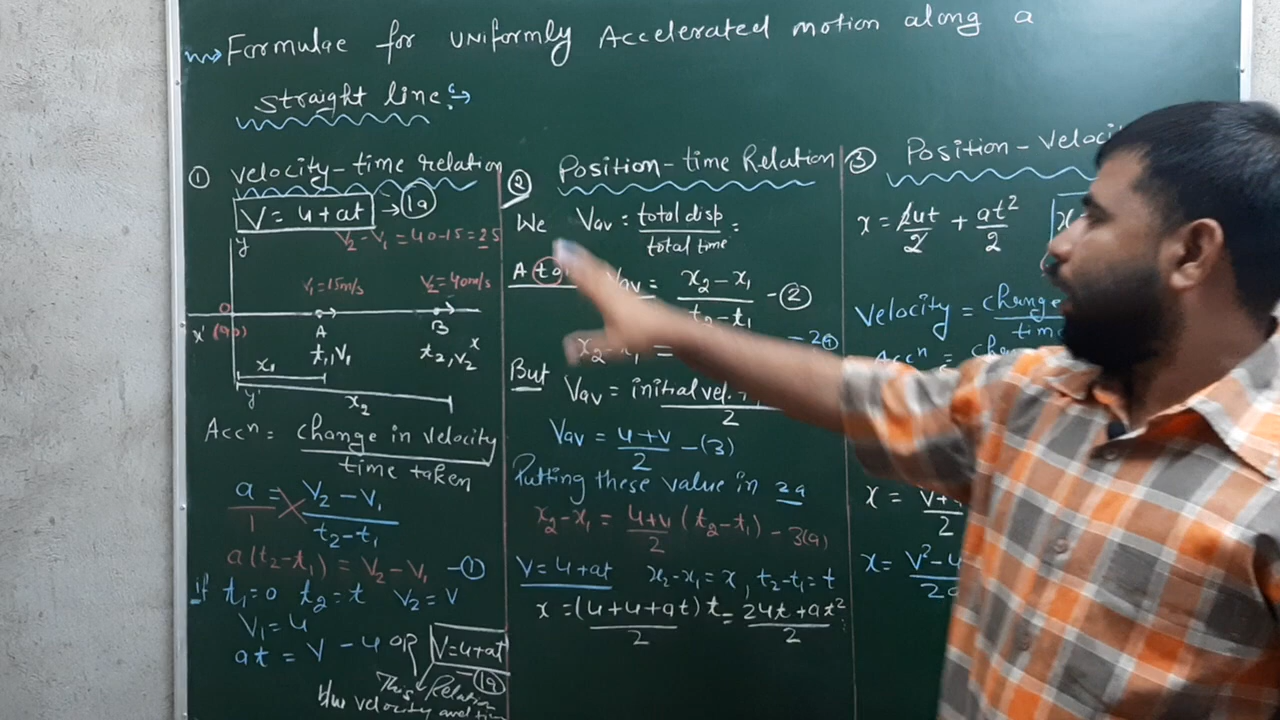 Formulae for uniformly Accelerated motion along a
straight line :→
① velocity-time relation
V = u + at → 1a
V₂ - V₁ = 40-15 = 25
y
V₁ = 15m/s
V₂ = 40m/s
O
A
B
x'
(0,0)
t₁, V₁
t₂, V₂
x
x₁
y'
x₂
Accⁿ = change in velocity
time taken
a/1 = V₂ - V₁ / t₂ - t₁
a(t₂-t₁) = V₂ - V₁ - ①
If t₁=0 t₂=t V₂ = V
V₁ = u
at = V - u OR V = u+at
- 1a
This Relation
b/w velocity and
② Position-time Relation
We Vav = total disp / total time =
At Vav = x₂ - x₁ / t₂ - t₁ - ②
x₂ - x₁ = - 2a
But Vav = initial vel. / 2
Vav = u+v / 2 - (3)
Putting these value in 2a
x₂ - x₁ = u+v / 2 (t₂ - t₁) - 3(a)
V = u+at x₂-x₁ = x, t₂-t₁ = t
x = (u+u+at) t / 2 = 2ut + at² / 2
③ Position-
x = 2ut / 2 + at² / 2
Velocity = change
time
Accⁿ =
x =
2
x =